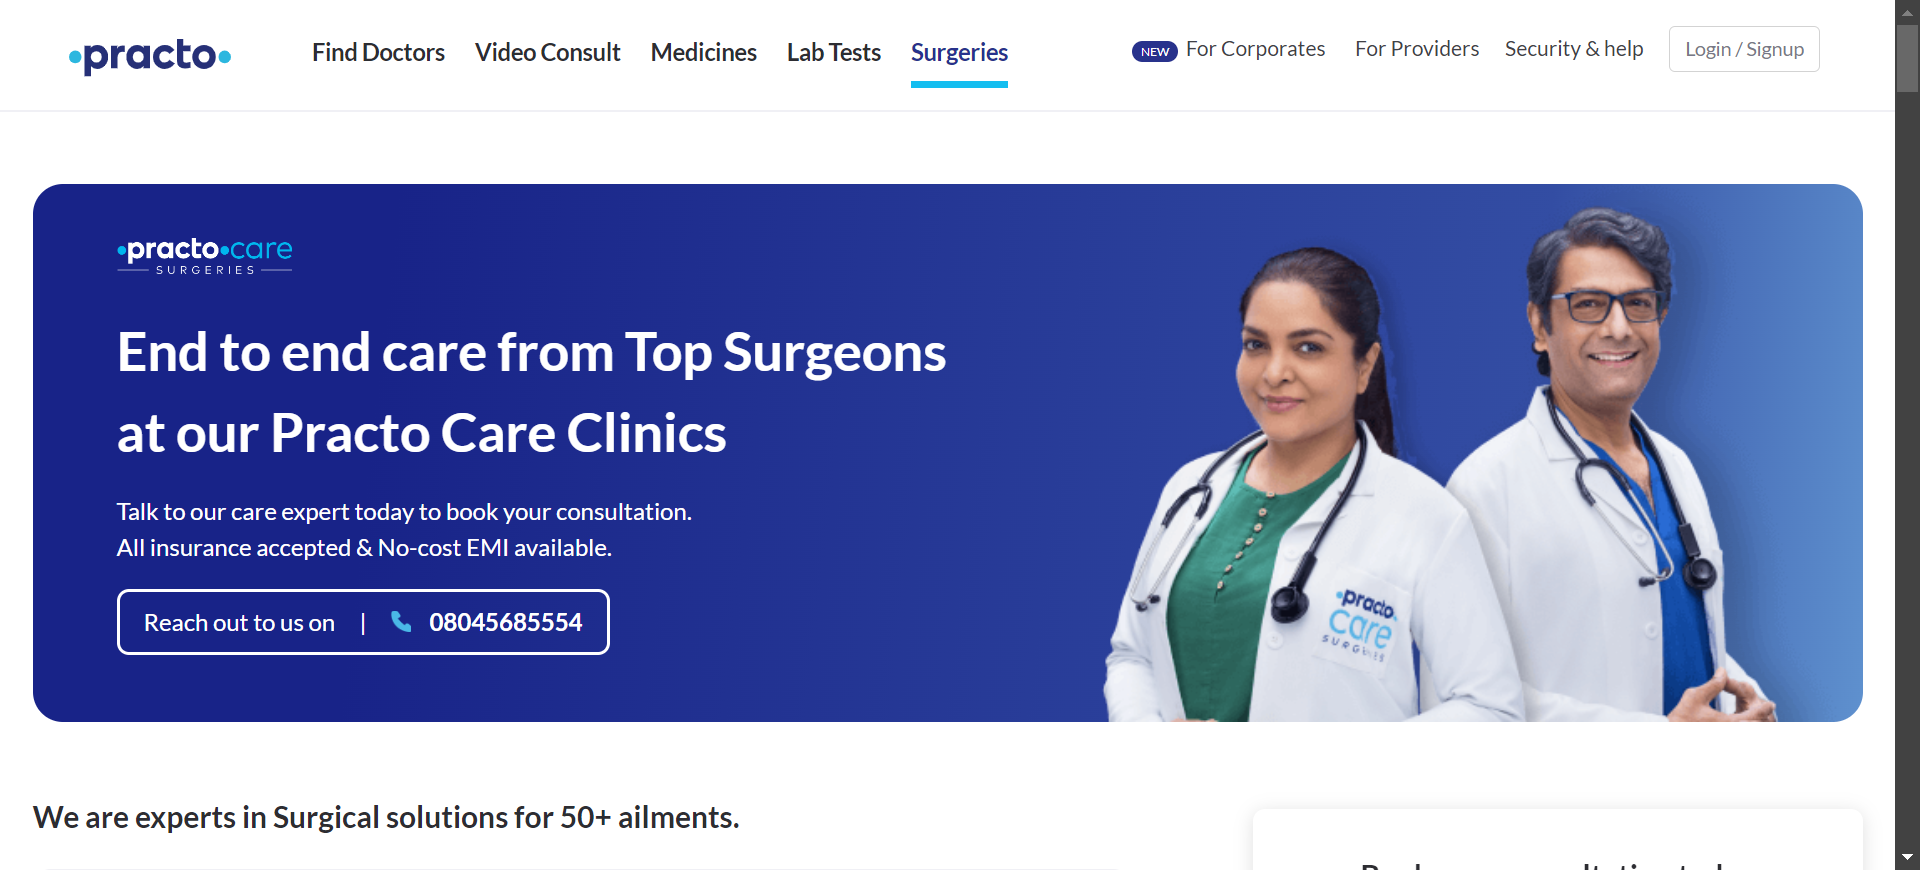 practo
Find Doctors
Video Consult
Medicines
Lab Tests
Surgeries
NEW For Corporates
For Providers
Security & help
Login / Signup
practo care
SURGERIES
End to end care from Top Surgeons
at our Practo Care Clinics
Talk to our care expert today to book your consultation.
All insurance accepted & No-cost EMI available.
Reach out to us on | 08045685554
practo
care
SURGERIES
We are experts in Surgical solutions for 50+ ailments.